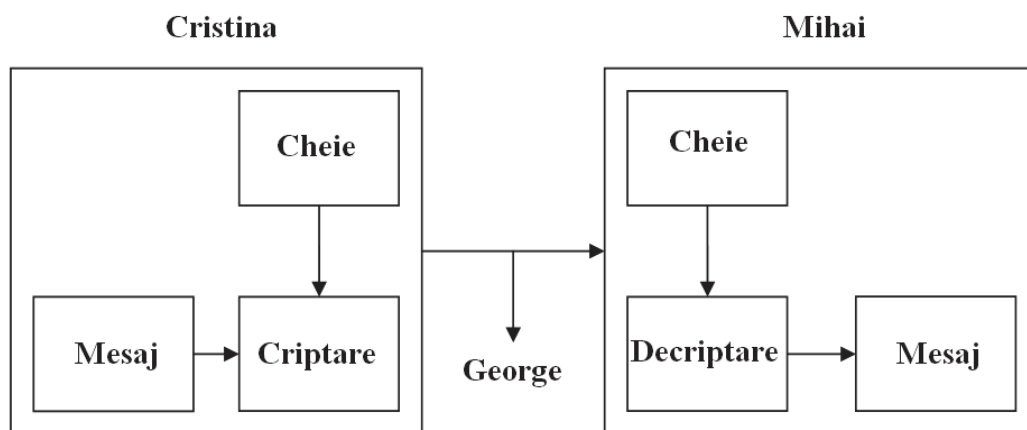 Cristina
Mihai
Cheie
Cheie
Mesaj
Criptare
George
Decriptare
Mesaj